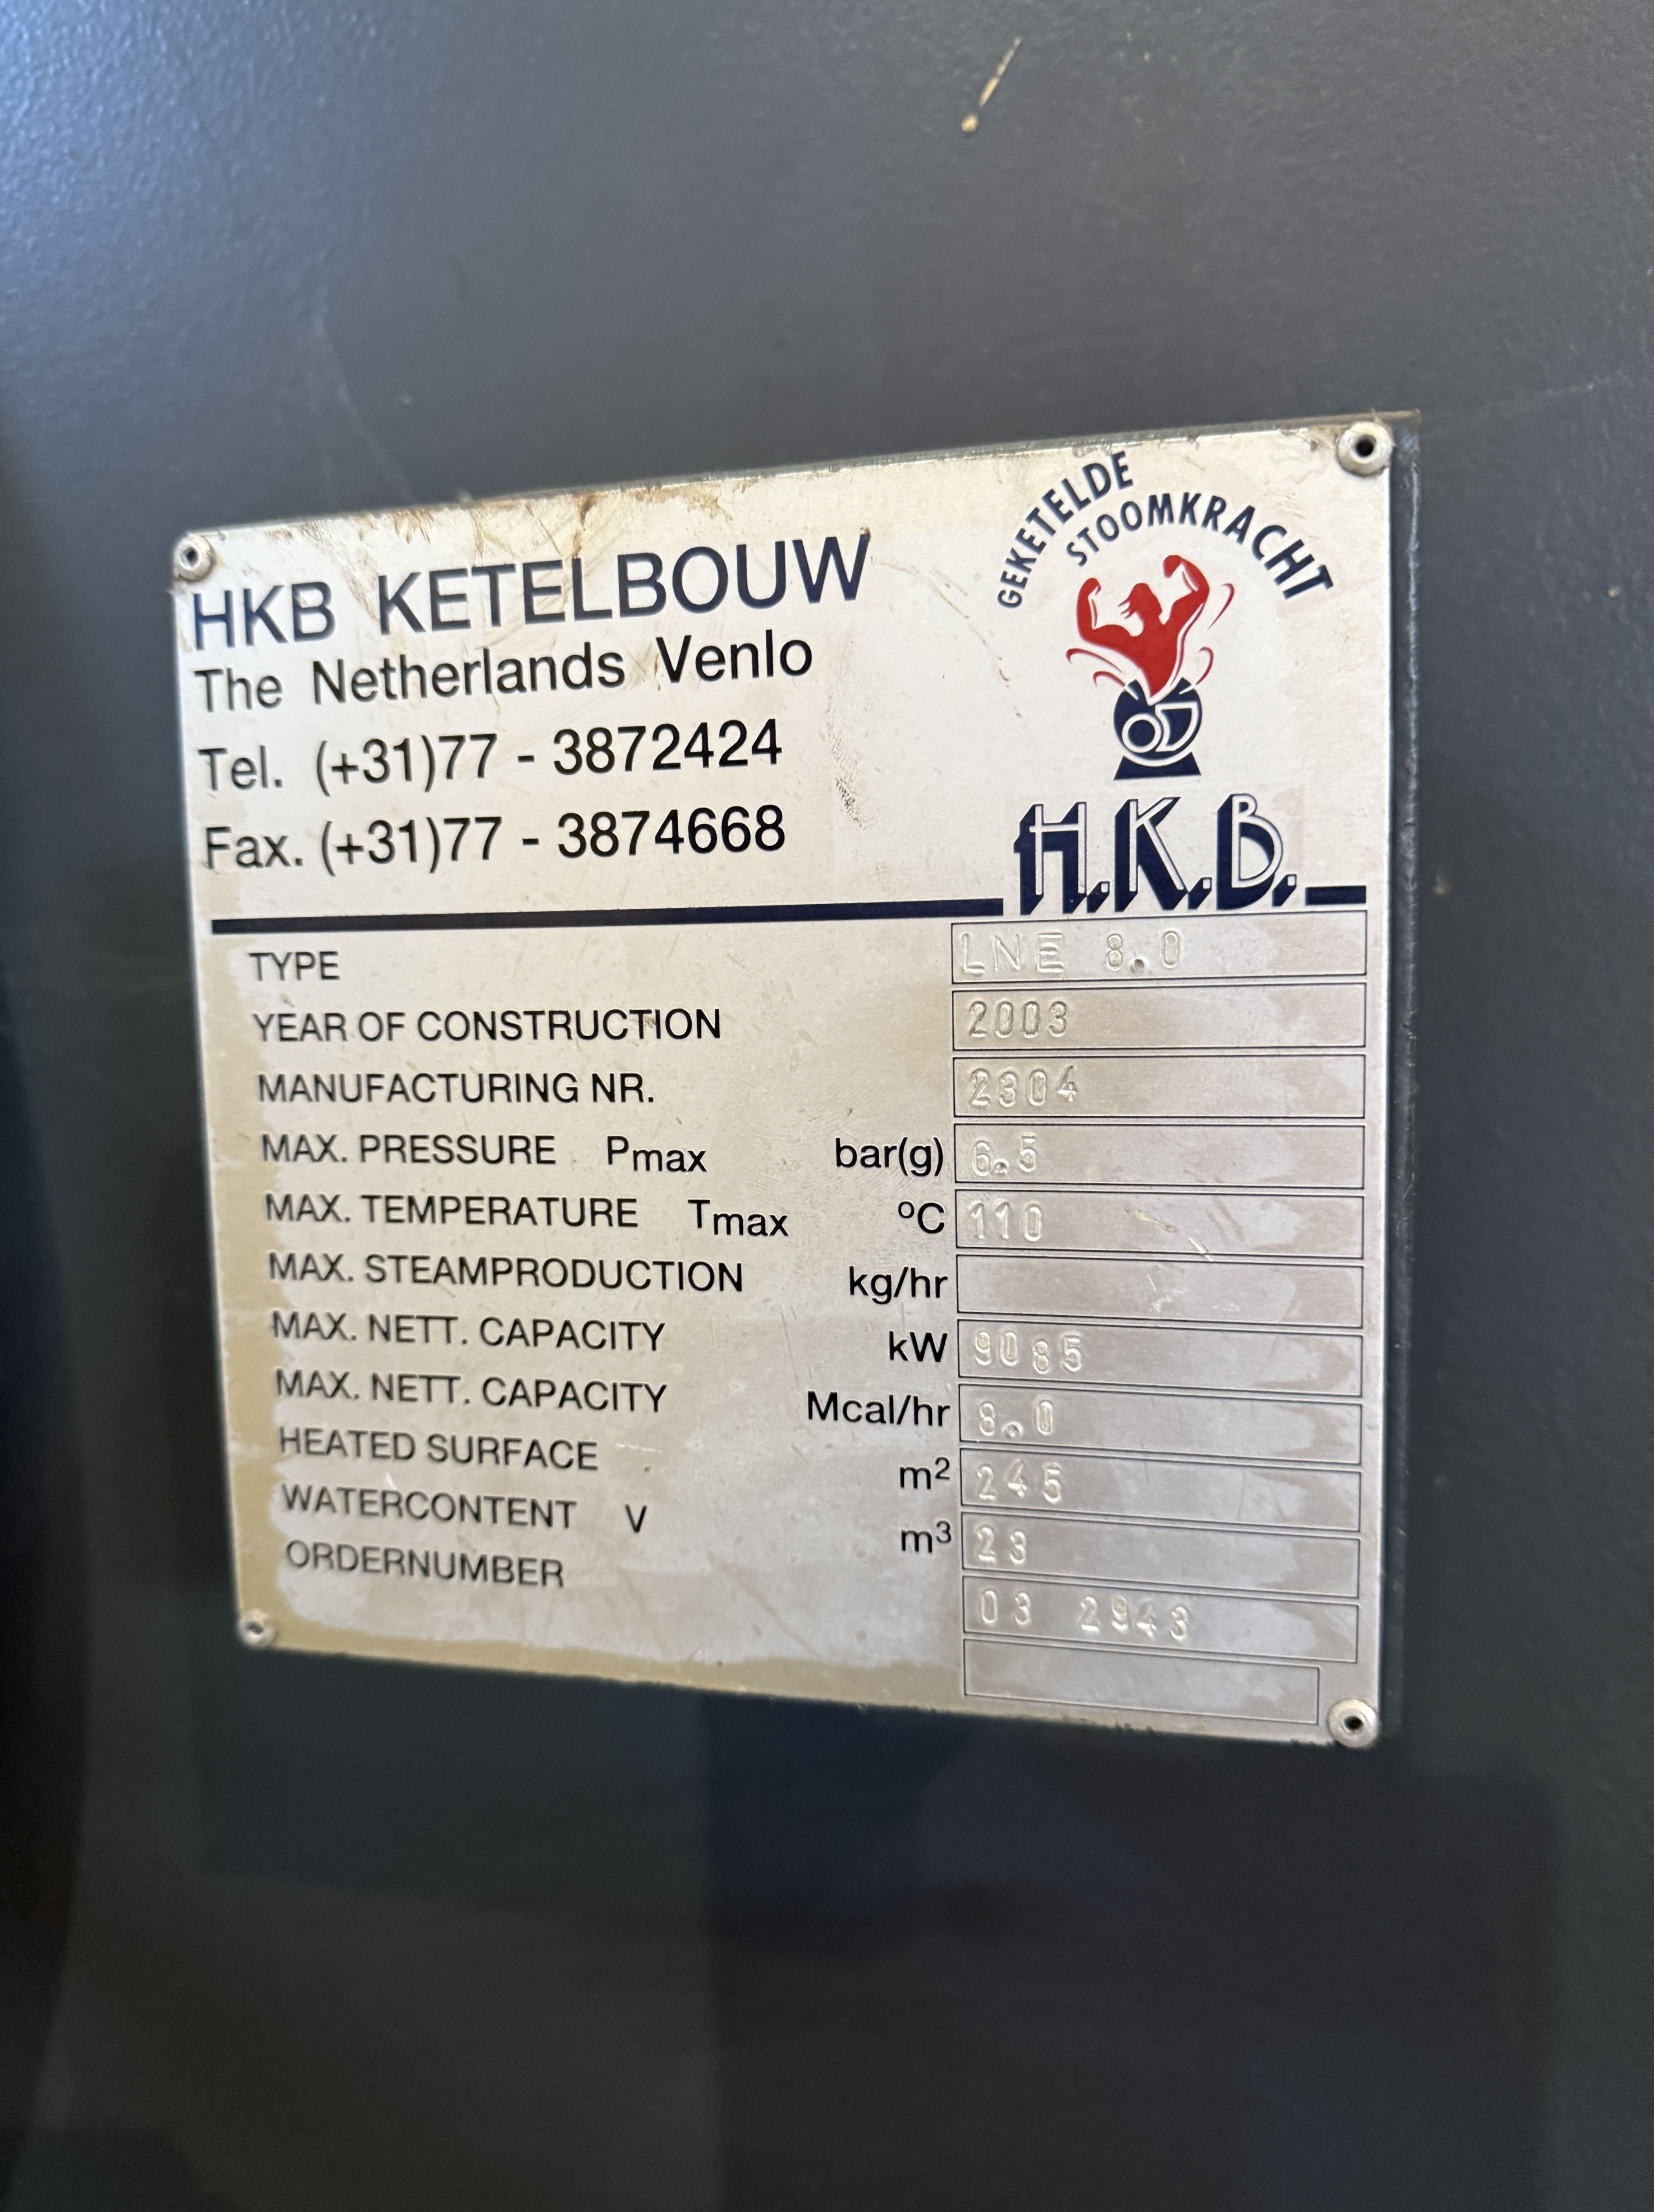 GEKETELDE
STOOMKRACHT
HKB KETELBOUW
The Netherlands Venlo
Tel. (+31)77 - 3872424
Fax. (+31)77 - 3874668
H.K.B.
TYPE LNE 8.0
YEAR OF CONSTRUCTION 2003
MANUFACTURING NR. 2304
MAX. PRESSURE Pmax bar(g) 6.5
MAX. TEMPERATURE Tmax °C 110
MAX. STEAMPRODUCTION kg/hr
MAX. NETT. CAPACITY kW 9085
MAX. NETT. CAPACITY Mcal/hr 8.0
HEATED SURFACE m² 245
WATERCONTENT V m³ 23
ORDERNUMBER 03 2943